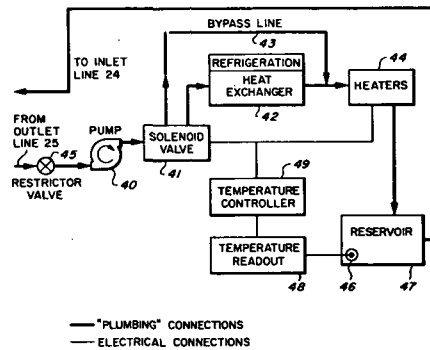 BYPASS LINE
43
TO INLET
LINE 24
REFRIGERATION
HEAT
EXCHANGER
42
44
HEATERS
FROM
OUTLET
LINE 25
PUMP
SOLENOID
VALVE
41
45
RESTRICTOR
VALVE
40
49
TEMPERATURE
CONTROLLER
TEMPERATURE
READOUT
48
RESERVOIR
46
47
"PLUMBING" CONNECTIONS
ELECTRICAL CONNECTIONS